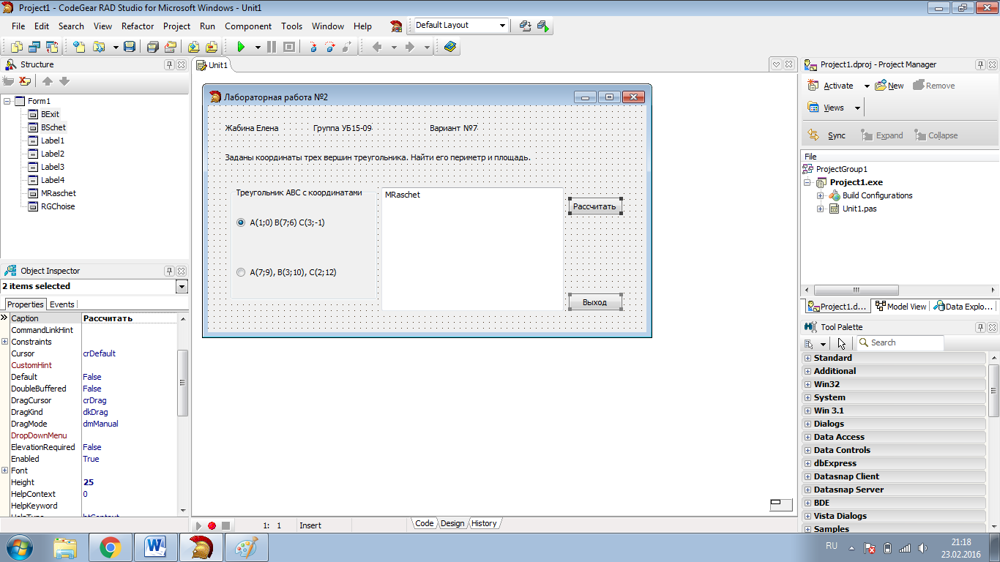 Project1 - CodeGear RAD Studio for Microsoft Windows - Unit1
File Edit Search View Refactor Project Run Component Tools Window Help
Default Layout
Structure
Form1
BExit
BSchet
Label1
Label2
Label3
Label4
MRaschet
RGChoise
Object Inspector
2 items selected
Properties Events
Caption Рассчитать
CommandLinkHint
Constraints
Cursor crDefault
CustomHint
Default False
DoubleBuffered False
DragCursor crDrag
DragKind dkDrag
DragMode dmManual
DropDownMenu
ElevationRequired False
Enabled True
Font
Height 25
HelpContext 0
HelpKeyword
HelpType htContext
Unit1
Лабораторная работа №2
Жабина Елена Группа УБ15-09 Вариант №7
Заданы координаты трех вершин треугольника. Найти его периметр и площадь.
Треугольник ABC с координатами
A(1;0) B(7;6) C(3;-1)
A(7;9), B(3;10), C(2;12)
MRaschet
Рассчитать
Выход
1: 1 Insert
Code Design History
Project1.dproj - Project Manager
Activate New Remove
Views
Sync Expand Collapse
File
ProjectGroup1
Project1.exe
Build Configurations
Unit1.pas
Project1.d... Model View Data Explo...
Tool Palette
Search
Standard
Additional
Win32
System
Win 3.1
Dialogs
Data Access
Data Controls
dbExpress
Datasnap Client
Datasnap Server
BDE
Vista Dialogs
Samples
RU
21:18
23.02.2016